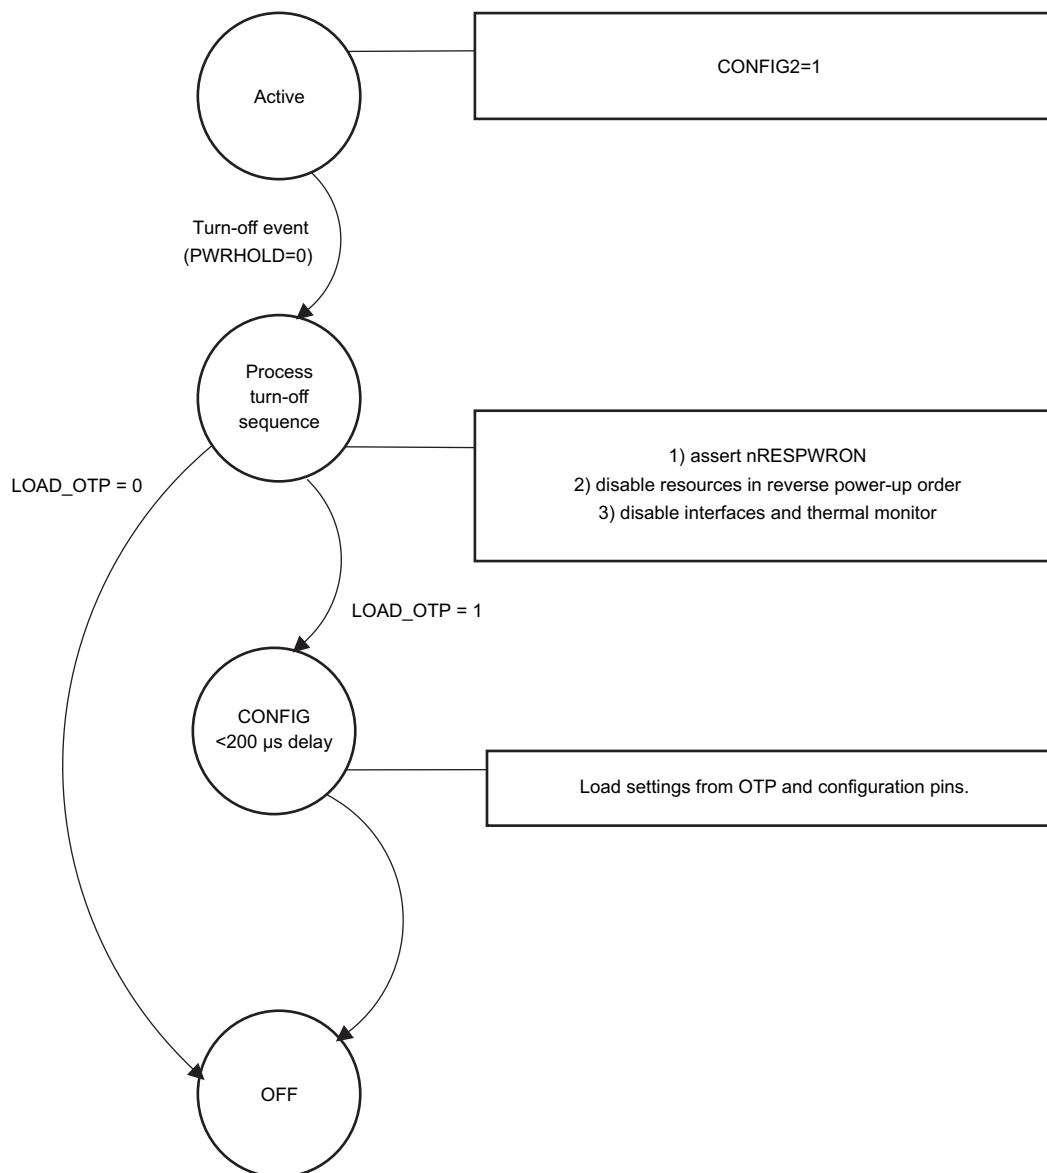 Active
CONFIG2=1
Turn-off event
(PWRHOLD=0)
Process
turn-off
sequence
1) assert nRESPWRON
2) disable resources in reverse power-up order
3) disable interfaces and thermal monitor
LOAD_OTP = 0
LOAD_OTP = 1
CONFIG
<200 µs delay
Load settings from OTP and configuration pins.
OFF